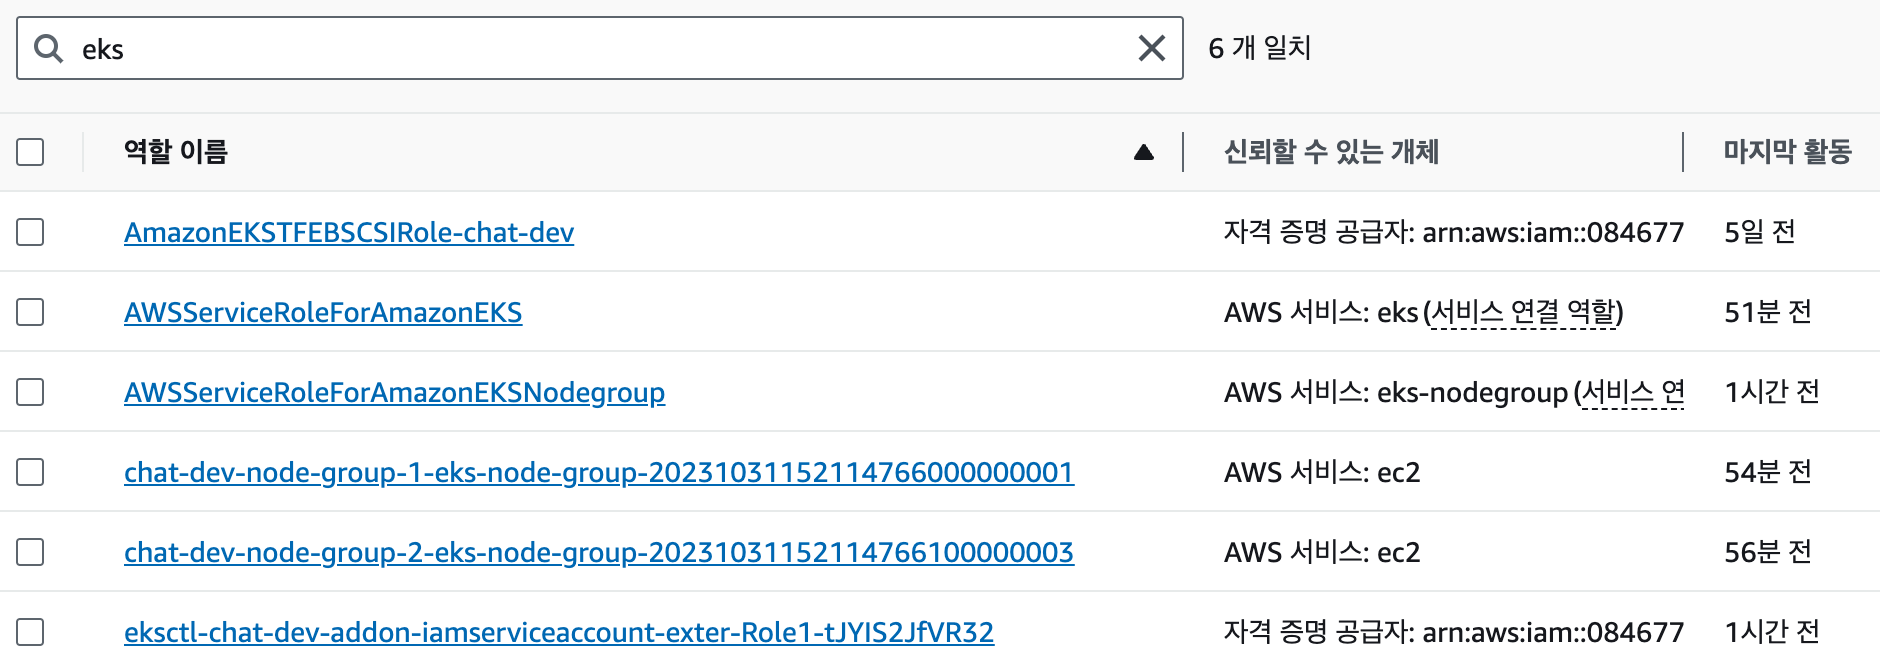 eks
6 개 일치
역할 이름 신뢰할 수 있는 개체 마지막 활동
AmazonEKSTFEBSCSIRole-chat-dev 자격 증명 공급자: arn:aws:iam::084677 5일 전
AWSServiceRoleForAmazonEKS AWS 서비스: eks (서비스 연결 역할) 51분 전
AWSServiceRoleForAmazonEKSNodegroup AWS 서비스: eks-nodegroup (서비스 연 1시간 전
chat-dev-node-group-1-eks-node-group-20231031152114766000000001 AWS 서비스: ec2 54분 전
chat-dev-node-group-2-eks-node-group-20231031152114766100000003 AWS 서비스: ec2 56분 전
eksctl-chat-dev-addon-iamserviceaccount-exter-Role1-tJYIS2JfVR32 자격 증명 공급자: arn:aws:iam::084677 1시간 전